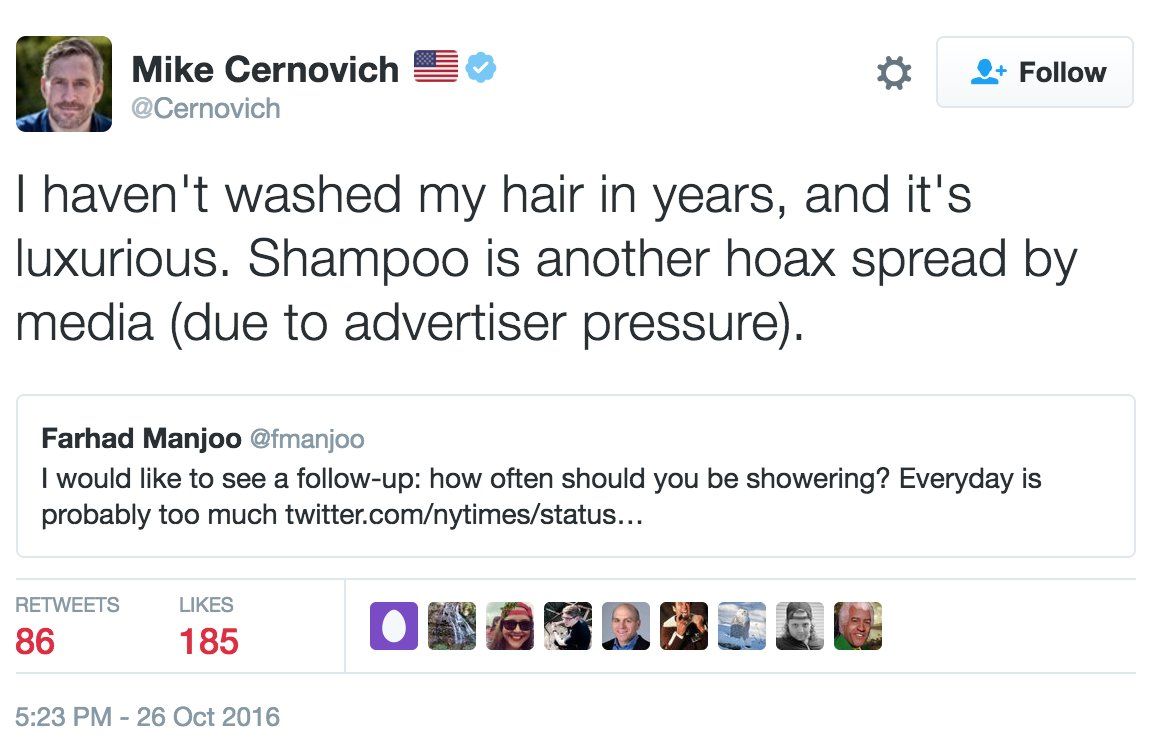 Mike Cernovich
@Cernovich
Follow
I haven't washed my hair in years, and it's
luxurious. Shampoo is another hoax spread by
media (due to advertiser pressure).
Farhad Manjoo @fmanjoo
I would like to see a follow-up: how often should you be showering? Everyday is
probably too much twitter.com/nytimes/status…
RETWEETS LIKES
86 185
5:23 PM - 26 Oct 2016